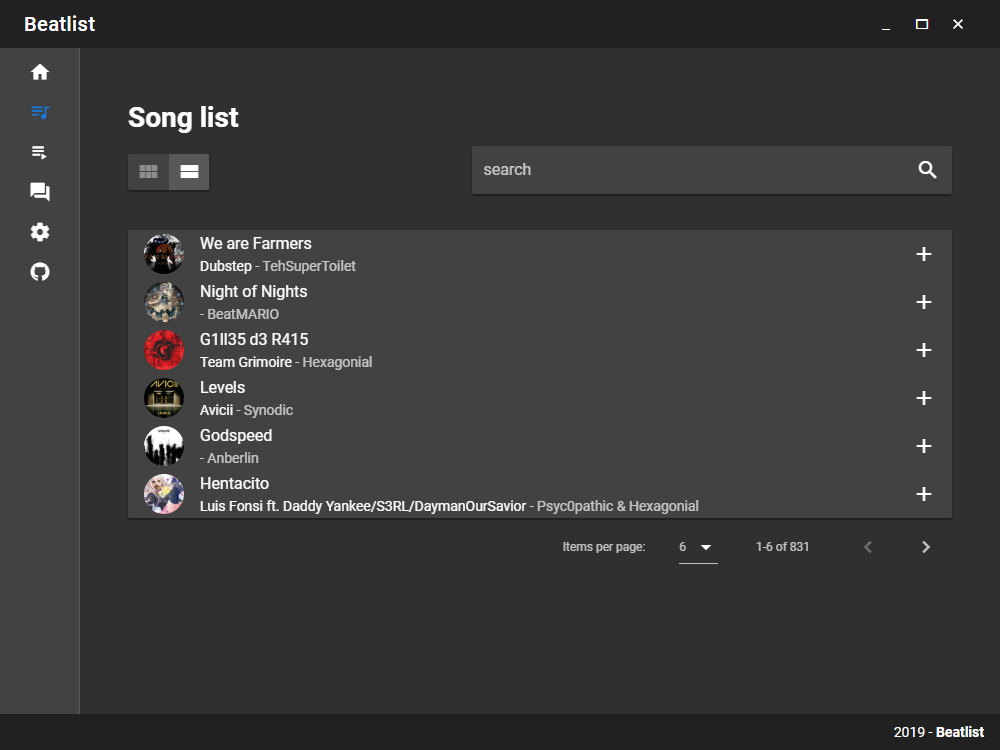 Beatlist
Song list
search
We are Farmers
Dubstep - TehSuperToilet
Night of Nights
- BeatMARIO
G1ll35 d3 R415
Team Grimoire - Hexagonial
Levels
Avicii - Synodic
Godspeed
- Anberlin
Hentacito
Luis Fonsi ft. Daddy Yankee/S3RL/DaymanOurSavior - Psyc0pathic & Hexagonial
Items per page: 6 1-6 of 831
2019 - Beatlist